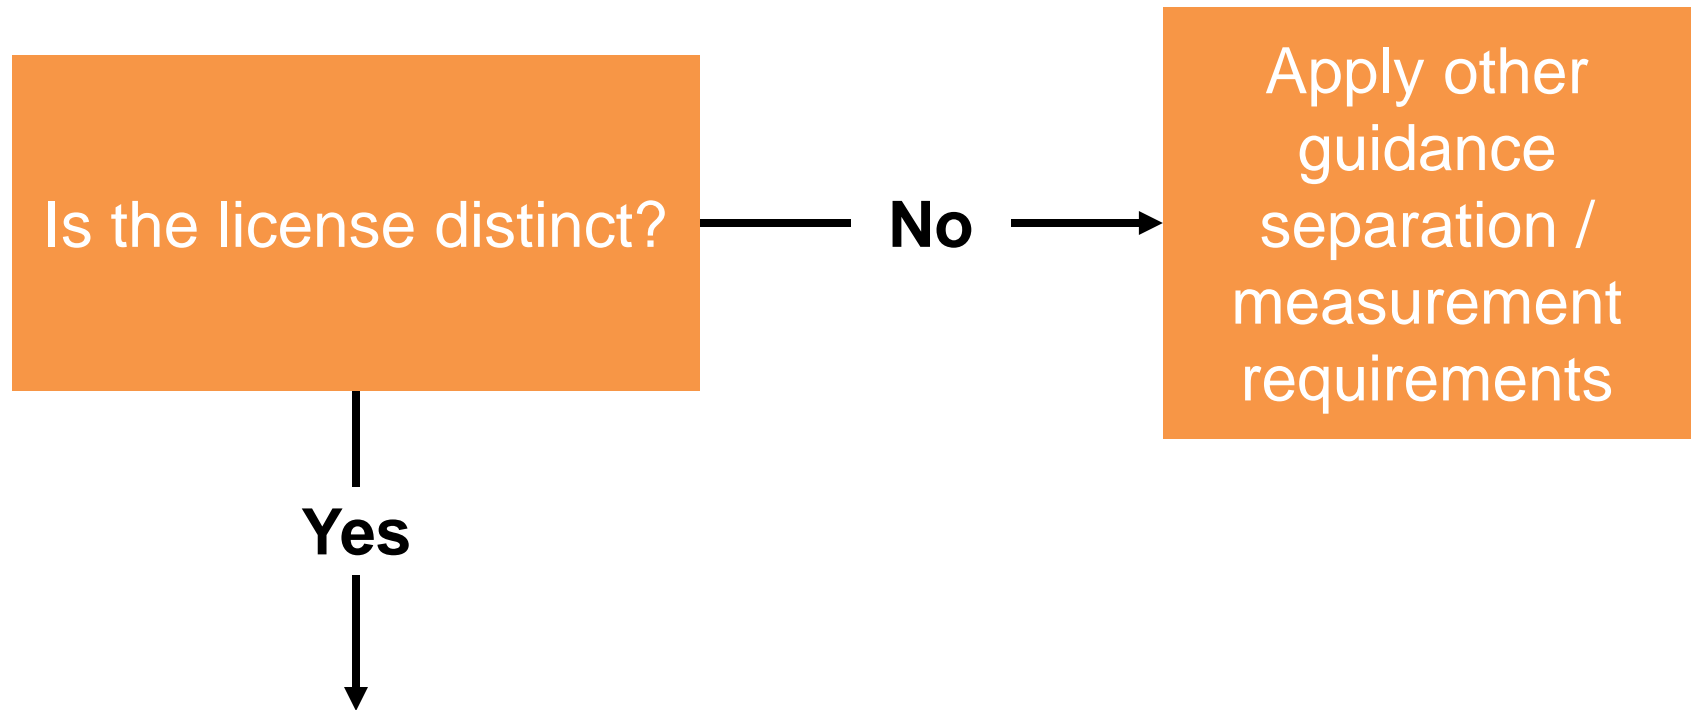 Is the license distinct?
No
Apply other
guidance
separation /
measurement
requirements
Yes